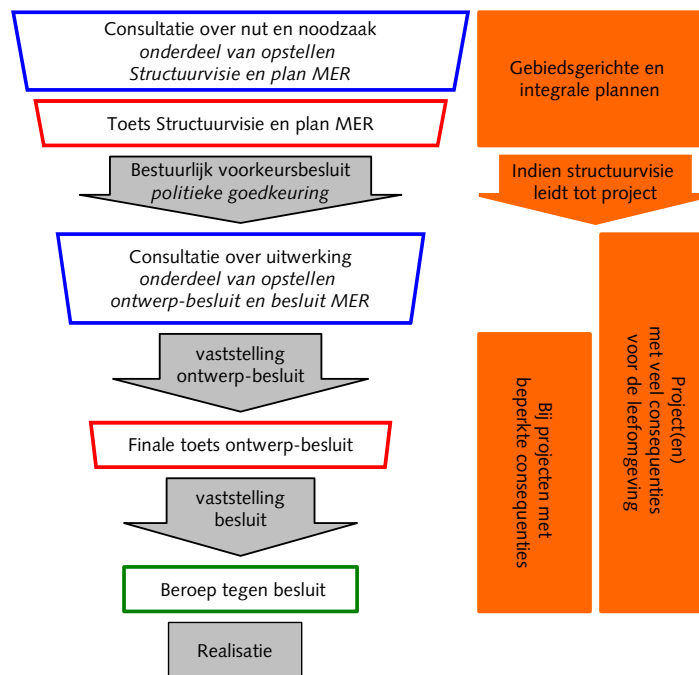 Consultatie over nut en noodzaak
onderdeel van opstellen
Structuurvisie en plan MER
Toets Structuurvisie en plan MER
Bestuurlijk voorkeursbesluit
politieke goedkeuring
Consultatie over uitwerking
onderdeel van opstellen
ontwerp-besluit en besluit MER
vaststelling
ontwerp-besluit
Finale toets ontwerp-besluit
vaststelling
besluit
Beroep tegen besluit
Realisatie
Gebiedsgerichte en
integrale plannen
Indien structuurvisie
leidt tot project
Bij projecten met
beperkte consequenties
Project(en)
met veel consequenties
voor de leefomgeving